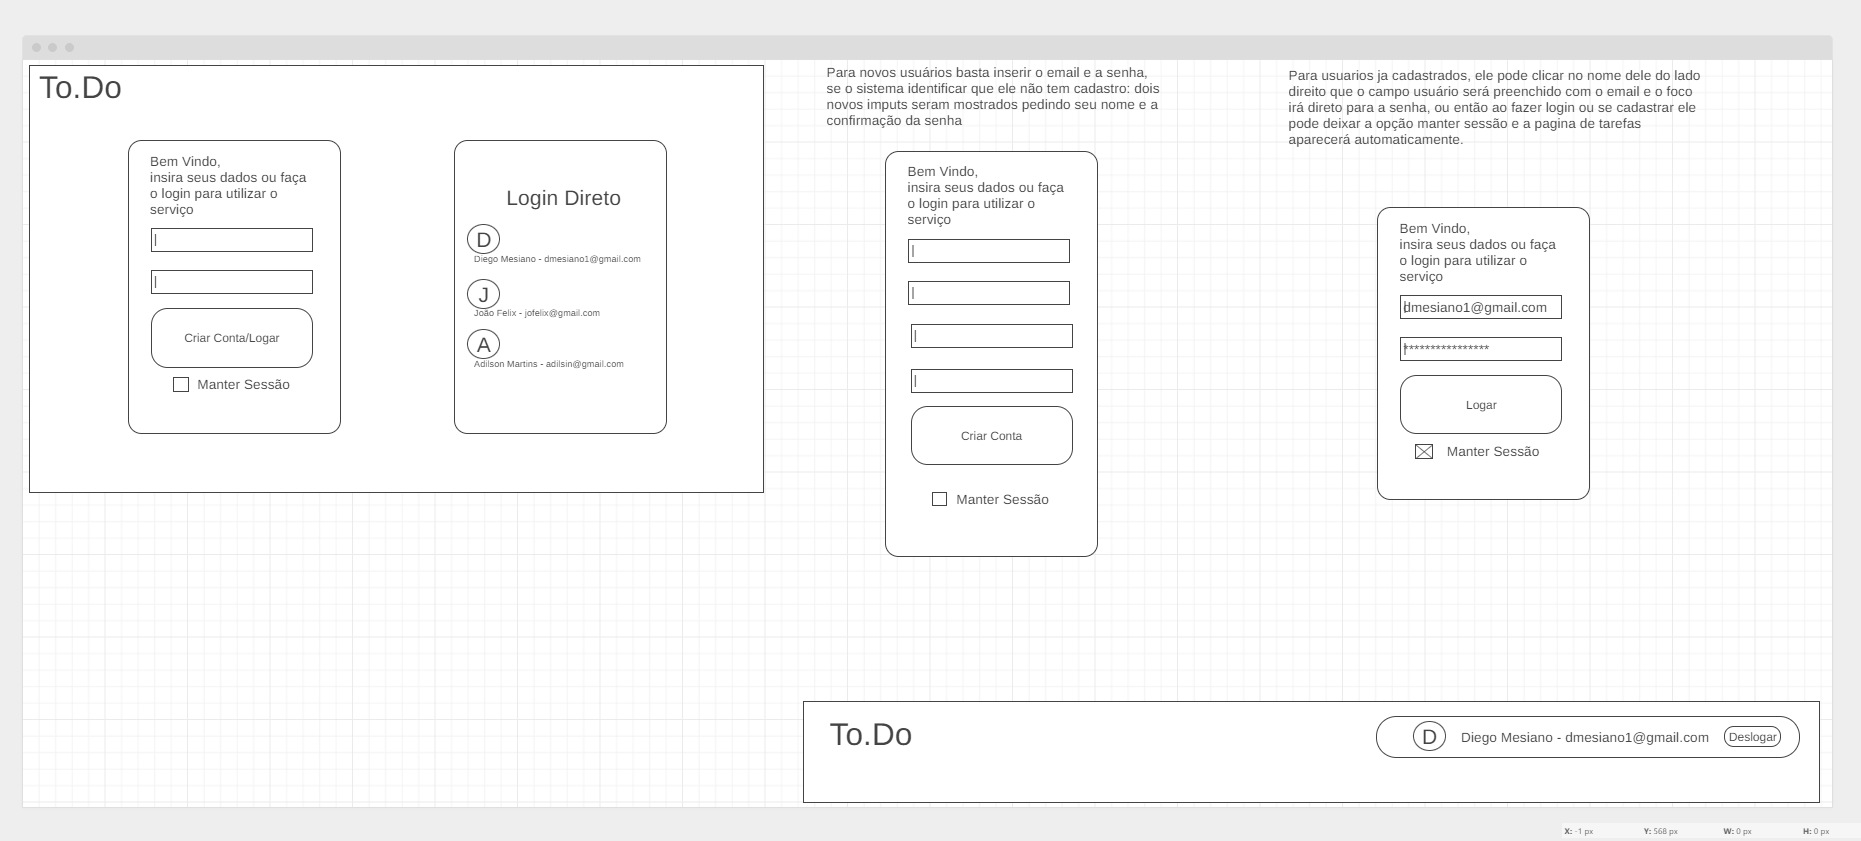 To.Do
Bem Vindo,
insira seus dados ou faça
o login para utilizar o
serviço
Criar Conta/Logar
Manter Sessão
Login Direto
D
Diego Mesiano - dmesiano1@gmail.com
J
João Felix - jofelix@gmail.com
A
Adilson Martins - adilsin@gmail.com
Para novos usuários basta inserir o email e a senha,
se o sistema identificar que ele não tem cadastro: dois
novos imputs seram mostrados pedindo seu nome e a
confirmação da senha
Bem Vindo,
insira seus dados ou faça
o login para utilizar o
serviço
Criar Conta
Manter Sessão
Para usuarios ja cadastrados, ele pode clicar no nome dele do lado
direito que o campo usuário será preenchido com o email e o foco
irá direto para a senha, ou então ao fazer login ou se cadastrar ele
pode deixar a opção manter sessão e a pagina de tarefas
aparecerá automaticamente.
Bem Vindo,
insira seus dados ou faça
o login para utilizar o
serviço
dmesiano1@gmail.com
****************
Logar
Manter Sessão
To.Do
D
Diego Mesiano - dmesiano1@gmail.com
Deslogar
X: -1 px Y: 568 px W: 0 px H: 0 px